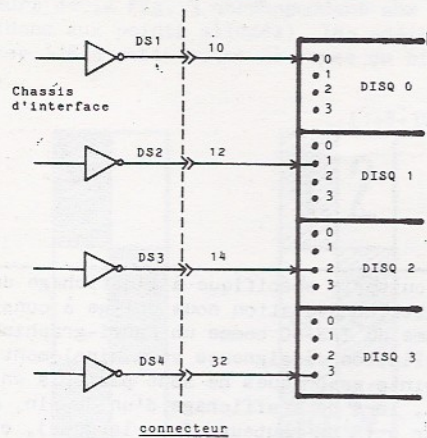 DS1 10
Chassis
d'interface
0
1
2
3
DISQ 0
DS2 12
0
1
2
3
DISQ 1
DS3 14
0
1
2
3
DISQ 2
DS4 32
0
1
2
3
DISQ 3
connecteur